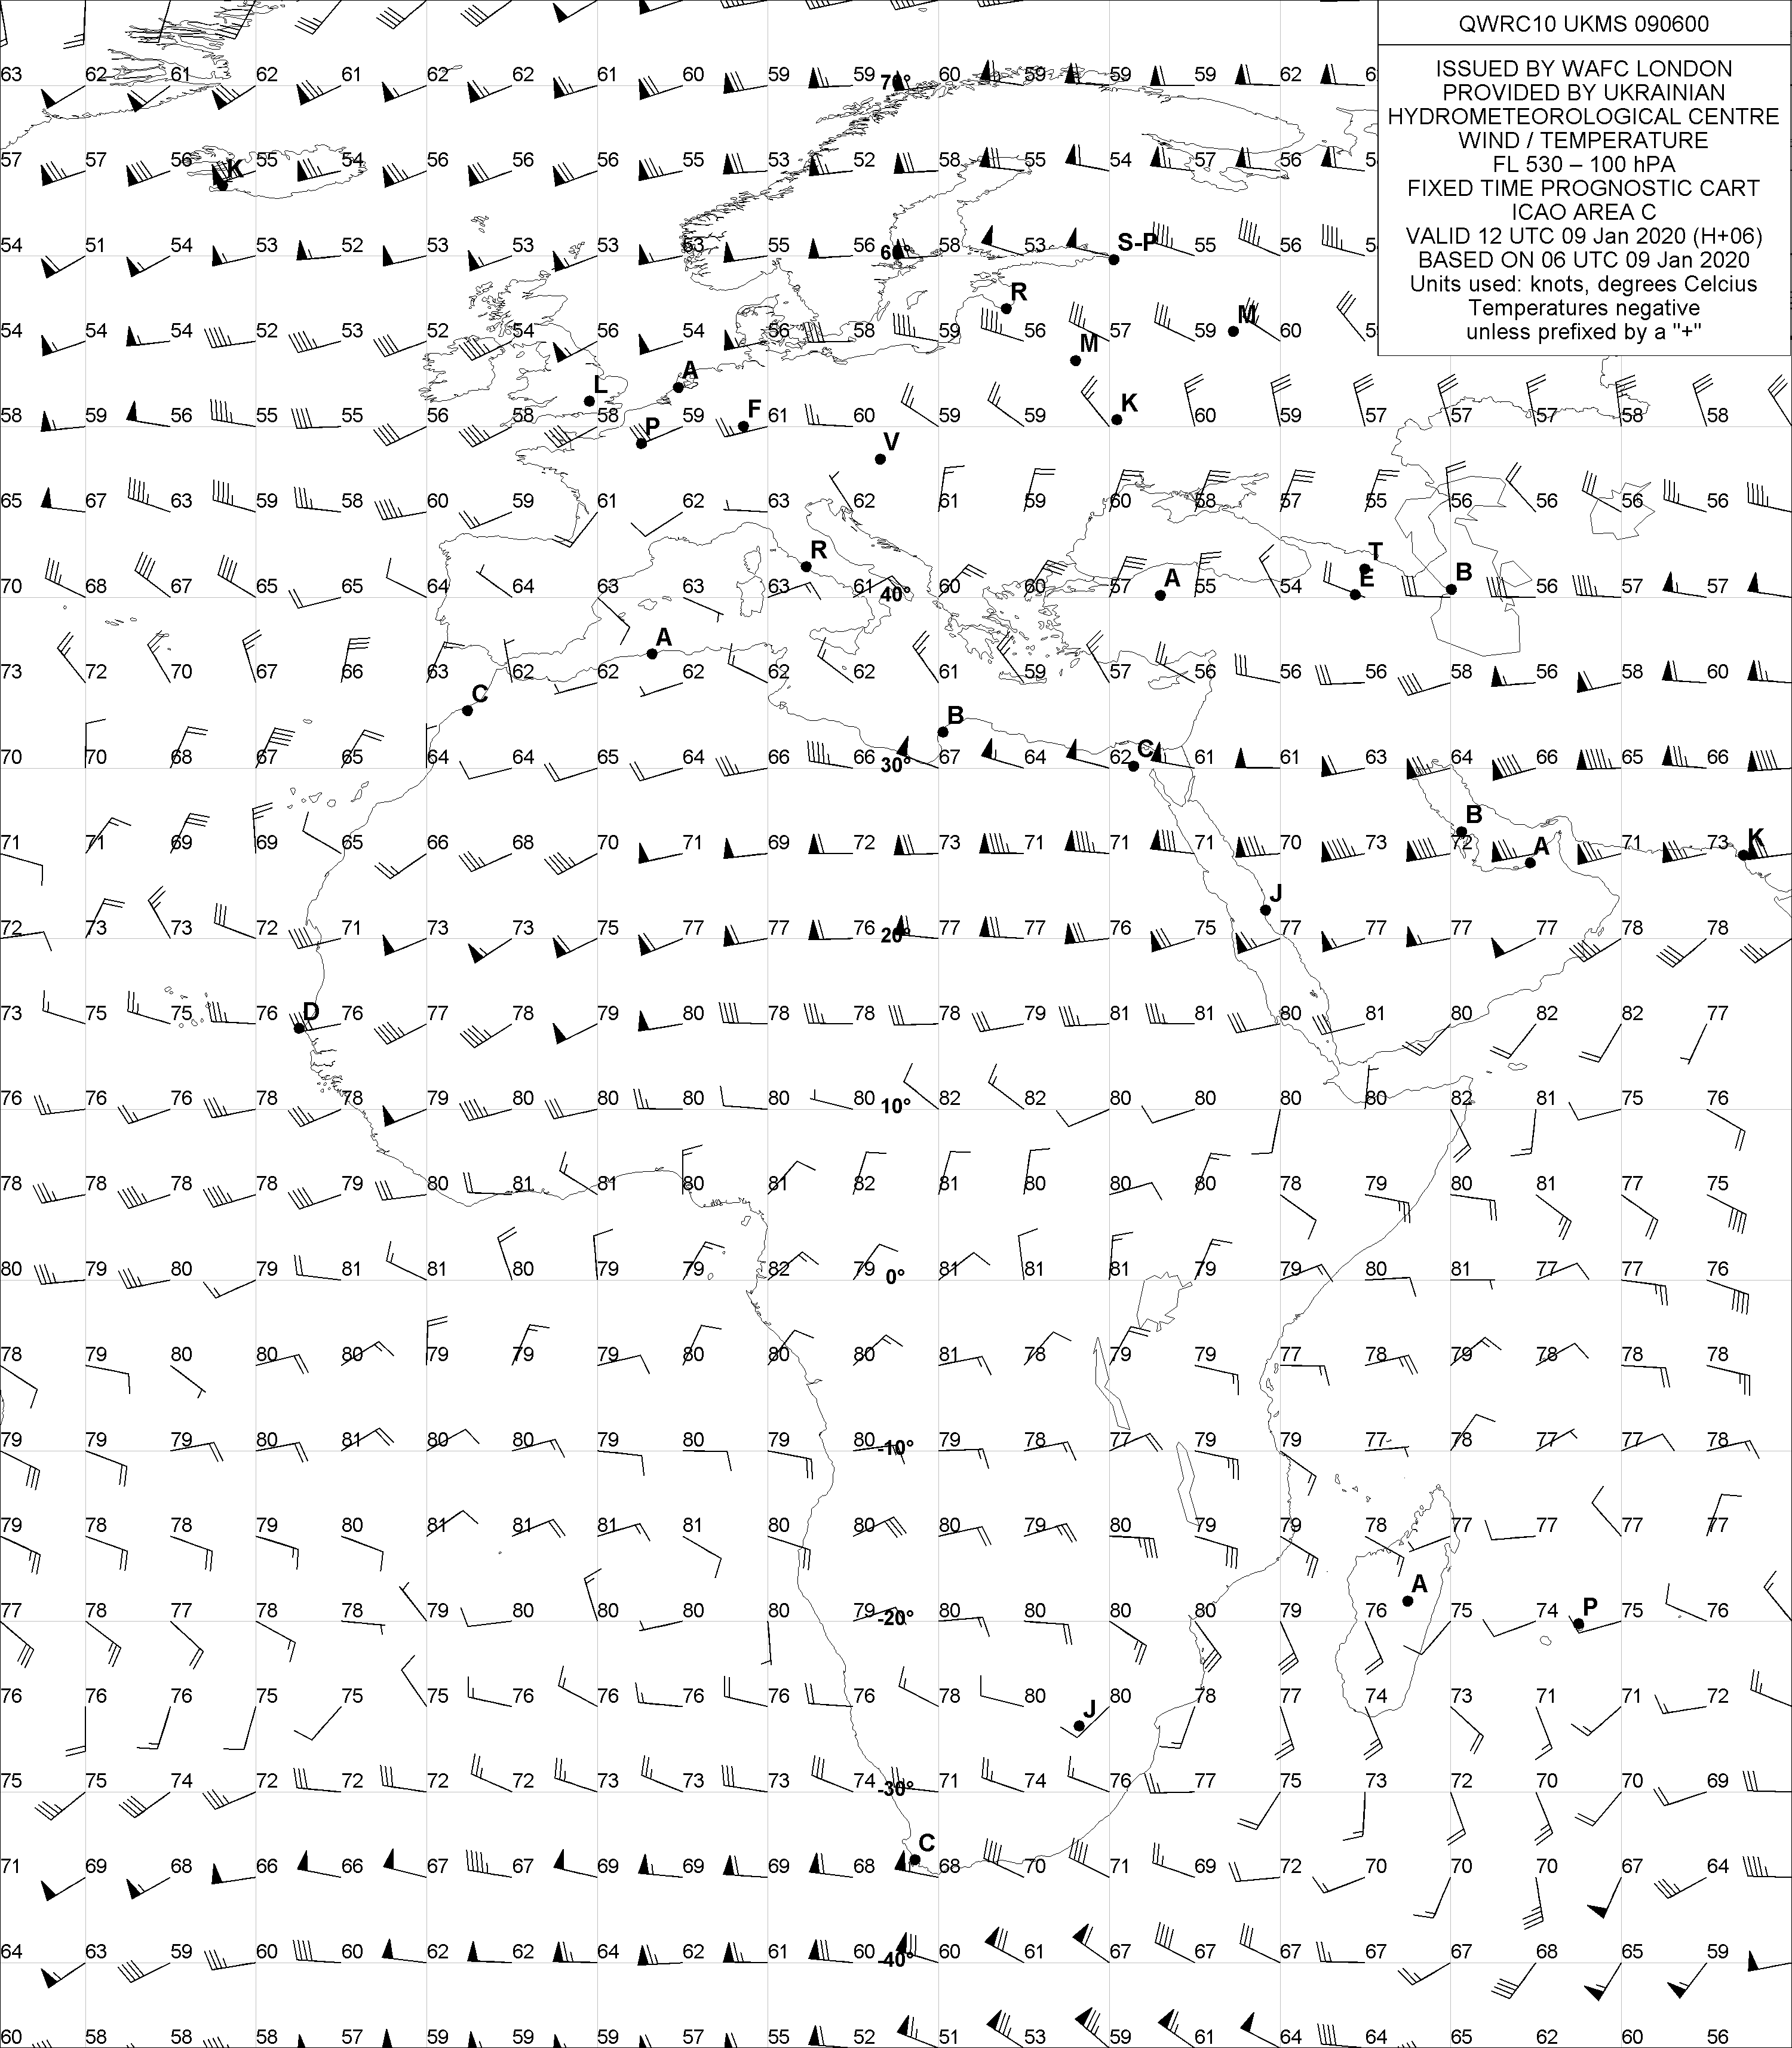 QWRC10 UKMS 090600
ISSUED BY WAFC LONDON
PROVIDED BY UKRAINIAN
HYDROMETEOROLOGICAL CENTRE
WIND / TEMPERATURE
FL 530 – 100 hPA
FIXED TIME PROGNOSTIC CART
ICAO AREA C
VALID 12 UTC 09 Jan 2020 (H+06)
BASED ON 06 UTC 09 Jan 2020
Units used: knots, degrees Celcius
Temperatures negative
unless prefixed by a "+"
63 62 61 62 61 62 62 61 60 59 59 70° 60 59 59 59 62 6
57 57 56 K 55 54 56 56 56 55 53 52 58 55 54 57 56 5
54 51 54 53 52 53 53 53 53 55 56 60° 58 53 S-P 55 56 5
R
54 54 54 52 53 52 54 56 54 56 58 59 56 57 59 M 60 5
M
L A
58 59 56 55 55 56 58 58 P 59 F 61 60 59 59 K 60 59 57 57 57 58 58
V
65 67 63 59 58 60 59 61 62 63 62 61 59 60 58 57 55 56 56 56 56
R T
70 68 67 65 65 64 64 63 63 63 61 40° 60 60 57 A 55 54 E B 56 57 57
A
73 72 70 67 66 63 62 62 62 62 62 61 59 57 56 56 56 58 56 58 60
C B
70 70 68 67 65 64 64 65 64 66 66 30° 67 64 62 C 61 61 63 64 66 65 66
B
71 71 69 69 65 66 68 70 71 69 72 73 71 71 71 70 73 72 A 71 73 K
J
72 73 73 72 71 73 73 75 77 77 76 20° 77 77 76 75 77 77 77 77 78 78
73 75 75 76 D 76 77 78 79 80 78 78 78 79 81 81 80 81 80 82 82 77
76 76 76 78 78 79 80 80 80 80 80 10° 82 82 80 80 80 80 82 81 75 76
78 78 78 78 79 80 81 81 80 81 82 81 80 80 80 78 79 80 81 77 75
80 79 80 79 81 81 80 79 79 82 79 0° 81 81 81 79 79 80 81 77 77 76
78 79 80 80 80 79 79 79 80 80 80 81 78 79 79 77 78 79 78 78 78
79 79 79 80 81 80 80 79 80 79 80 -10° 79 78 77 79 79 77 78 77 77 78
79 78 78 79 80 81 81 81 81 80 80 80 79 80 79 79 78 77 77 77 77
A
77 78 77 78 78 79 80 80 80 80 79 -20° 80 80 80 80 79 76 75 74 P 75 76
76 76 76 75 75 75 76 76 76 76 76 78 80 J 80 78 77 74 73 71 71 72
75 75 74 72 72 72 72 73 73 73 74 -30° 71 74 76 77 75 73 72 70 70 69
C
71 69 68 66 66 67 67 69 69 69 68 68 70 71 69 72 70 70 70 67 64
64 63 59 60 60 62 62 64 62 61 60 -40° 60 61 67 67 67 67 67 68 65 59
60 58 58 58 57 59 59 59 57 55 52 51 53 59 61 64 64 65 62 60 56